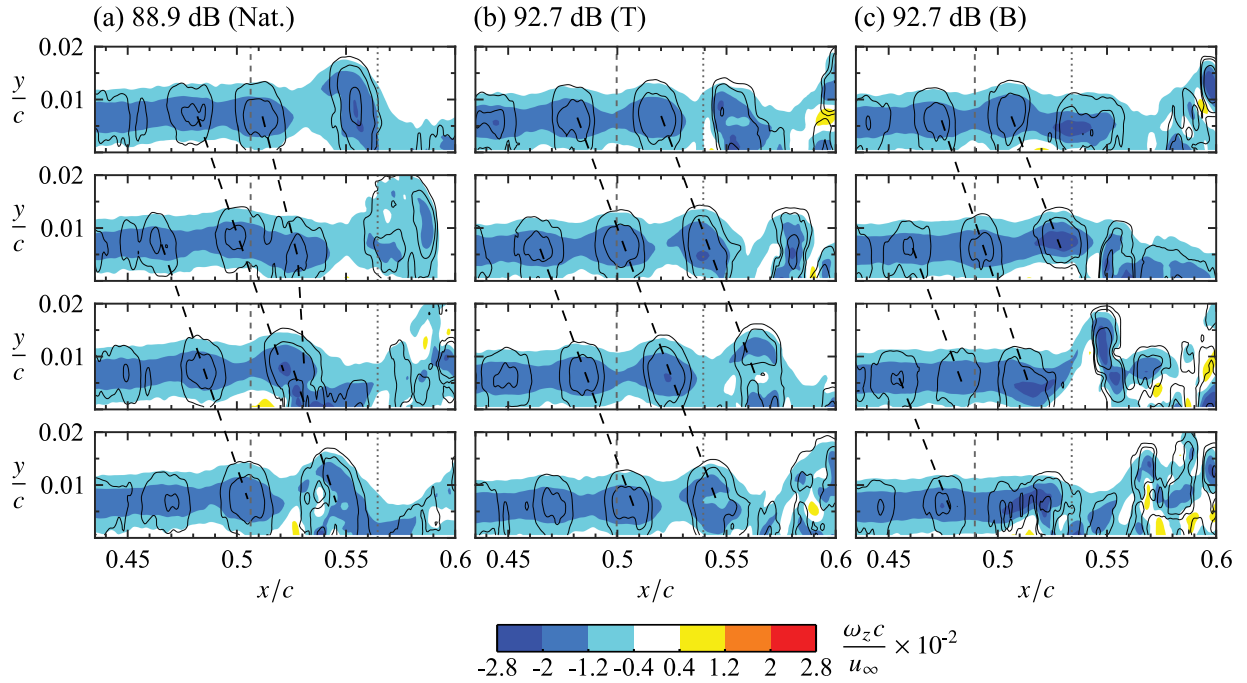 (a) 88.9 dB (Nat.) (b) 92.7 dB (T) (c) 92.7 dB (B)
0.02
y/c 0.01
0.02
y/c 0.01
0.02
y/c 0.01
0.02
y/c 0.01
0.45 0.5 0.55 0.6 0.45 0.5 0.55 0.6 0.45 0.5 0.55 0.6
x/c x/c x/c
-2.8 -2 -1.2 -0.4 0.4 1.2 2 2.8
ω_z c / u_∞ × 10^-2